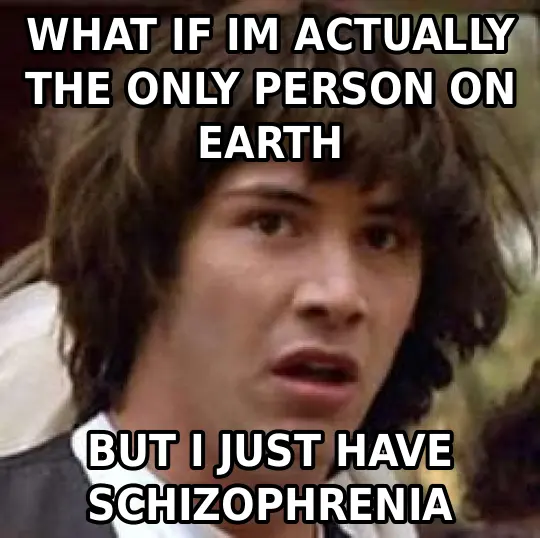 WHAT IF IM ACTUALLY
THE ONLY PERSON ON
EARTH
BUT I JUST HAVE
SCHIZOPHRENIA